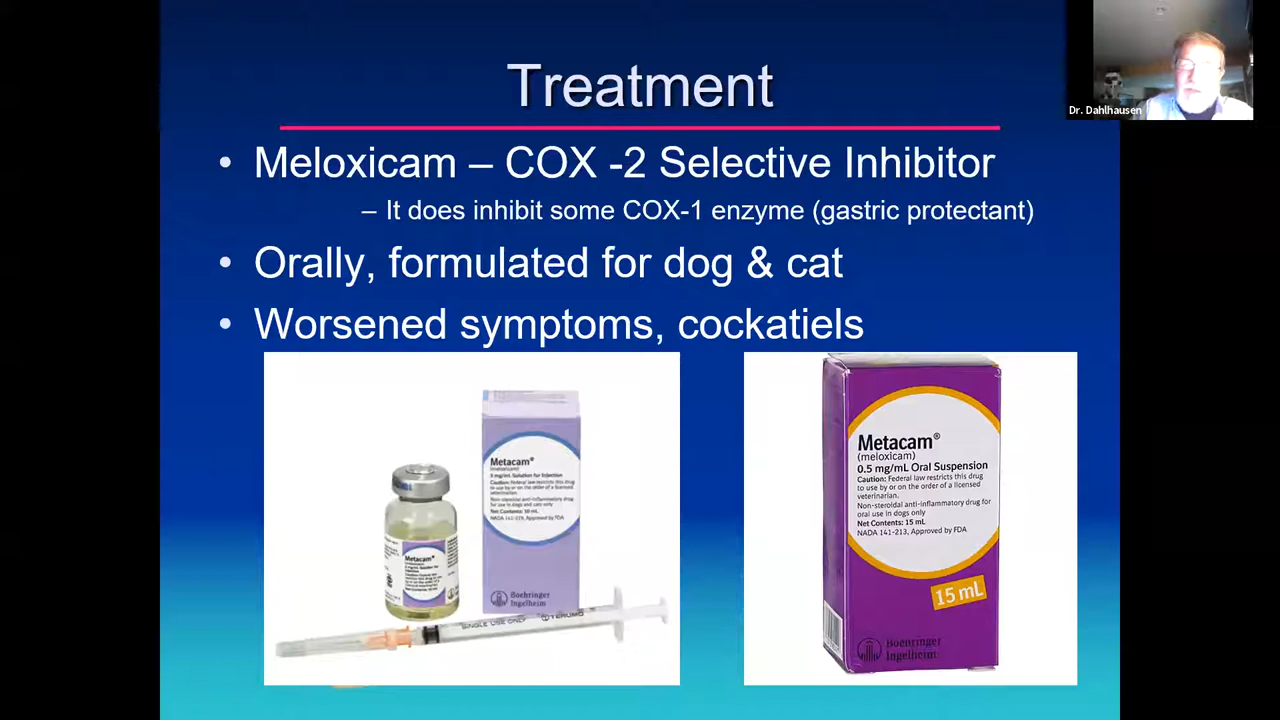 Treatment
• Meloxicam – COX -2 Selective Inhibitor
– It does inhibit some COX-1 enzyme (gastric protectant)
• Orally, formulated for dog & cat
• Worsened symptoms, cockatiels
Dr. Dahlhausen
Metacam®
(meloxicam)
5 mg/mL Solution for Injection
Caution: Federal law restricts this drug
to use by or on the order of a licensed
veterinarian.
Non-steroidal anti-inflammatory drug
for use in dogs and cats only
Net Contents: 10 mL
Approved by FDA
Boehringer
Ingelheim
Metacam®
SINGLE USE ONLY
TERUMO
Metacam®
(meloxicam)
0.5 mg/mL Oral Suspension
Caution: Federal law restricts this drug
to use by or on the order of a licensed
veterinarian.
Non-steroidal anti-inflammatory drug for
oral use in dogs only
Net Contents: 15 mL
NADA 141-213, Approved by FDA
15 mL
Boehringer
Ingelheim